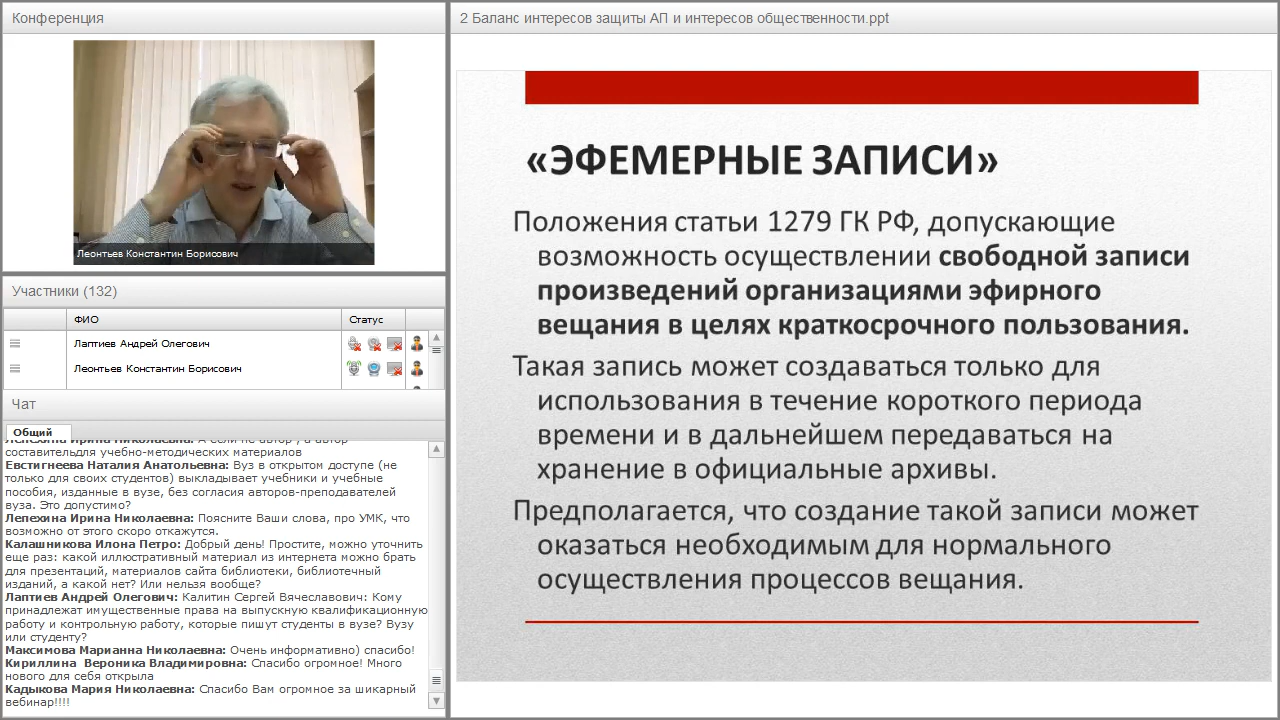 Конференция
Леонтьев Константин Борисович
Участники (132)
ФИО Статус
Лаптиев Андрей Олегович
Леонтьев Константин Борисович
Чат
Общий
Лепехина Ирина Николаевна: А если не автор , а автор
составительдля учебно-методических материалов
Евстигнеева Наталия Анатольевна: Вуз в открытом доступе (не
только для своих студентов) выкладывает учебники и учебные
пособия, изданные в вузе, без согласия авторов-преподавателей
вуза. Это допустимо?
Лепехина Ирина Николаевна: Поясните Ваши слова, про УМК, что
возможно от этого скоро откажутся.
Калашникова Илона Петро: Добрый день! Простите, можно уточнить
ещё раз: какой иллюстративный материал из интернета можно брать
для презентаций, материалов сайта библиотеки, библиотечный
изданий, а какой нет? Или нельзя вообще?
Лаптиев Андрей Олегович: Калитин Сергей Вячеславович: Кому
принадлежат имущественные права на выпускную квалификационную
работу и контрольную работу, которые пишут студенты в вузе? Вузу
или студенту?
Максимова Марианна Николаевна: Очень информативно) спасибо!
Кириллина Вероника Владимировна: Спасибо огромное! Много
нового для себя открыла
Кадыкова Мария Николаевна: Спасибо Вам огромное за шикарный
вебинар!!!!
2 Баланс интересов защиты АП и интересов общественности.ppt
«ЭФЕМЕРНЫЕ ЗАПИСИ»
Положения статьи 1279 ГК РФ, допускающие
возможность осуществлении свободной записи
произведений организациями эфирного
вещания в целях краткосрочного пользования.
Такая запись может создаваться только для
использования в течение короткого периода
времени и в дальнейшем передаваться на
хранение в официальные архивы.
Предполагается, что создание такой записи может
оказаться необходимым для нормального
осуществления процессов вещания.